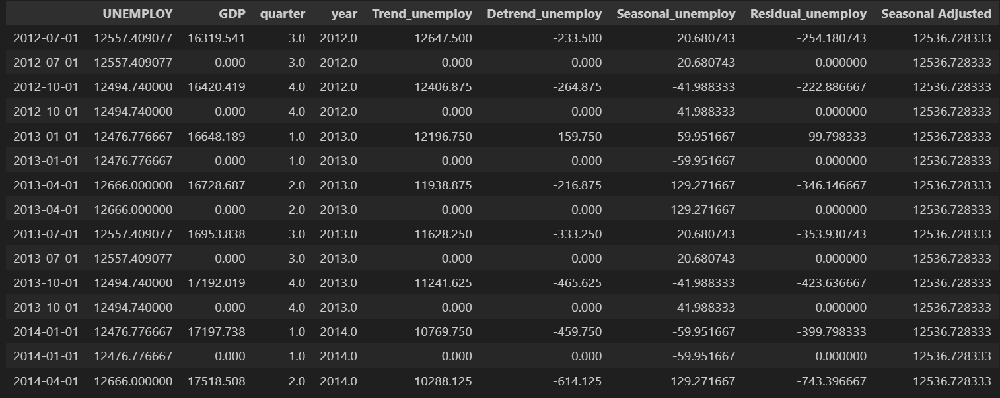 UNEMPLOY GDP quarter year Trend_unemploy Detrend_unemploy Seasonal_unemploy Residual_unemploy Seasonal Adjusted
2012-07-01 12557.409077 16319.541 3.0 2012.0 12647.500 -233.500 20.680743 -254.180743 12536.728333
2012-07-01 12557.409077 0.000 3.0 2012.0 0.000 0.000 20.680743 0.000000 12536.728333
2012-10-01 12494.740000 16420.419 4.0 2012.0 12406.875 -264.875 -41.988333 -222.886667 12536.728333
2012-10-01 12494.740000 0.000 4.0 2012.0 0.000 0.000 -41.988333 0.000000 12536.728333
2013-01-01 12476.776667 16648.189 1.0 2013.0 12196.750 -159.750 -59.951667 -99.798333 12536.728333
2013-01-01 12476.776667 0.000 1.0 2013.0 0.000 0.000 -59.951667 0.000000 12536.728333
2013-04-01 12666.000000 16728.687 2.0 2013.0 11938.875 -216.875 129.271667 -346.146667 12536.728333
2013-04-01 12666.000000 0.000 2.0 2013.0 0.000 0.000 129.271667 0.000000 12536.728333
2013-07-01 12557.409077 16953.838 3.0 2013.0 11628.250 -333.250 20.680743 -353.930743 12536.728333
2013-07-01 12557.409077 0.000 3.0 2013.0 0.000 0.000 20.680743 0.000000 12536.728333
2013-10-01 12494.740000 17192.019 4.0 2013.0 11241.625 -465.625 -41.988333 -423.636667 12536.728333
2013-10-01 12494.740000 0.000 4.0 2013.0 0.000 0.000 -41.988333 0.000000 12536.728333
2014-01-01 12476.776667 17197.738 1.0 2014.0 10769.750 -459.750 -59.951667 -399.798333 12536.728333
2014-01-01 12476.776667 0.000 1.0 2014.0 0.000 0.000 -59.951667 0.000000 12536.728333
2014-04-01 12666.000000 17518.508 2.0 2014.0 10288.125 -614.125 129.271667 -743.396667 12536.728333